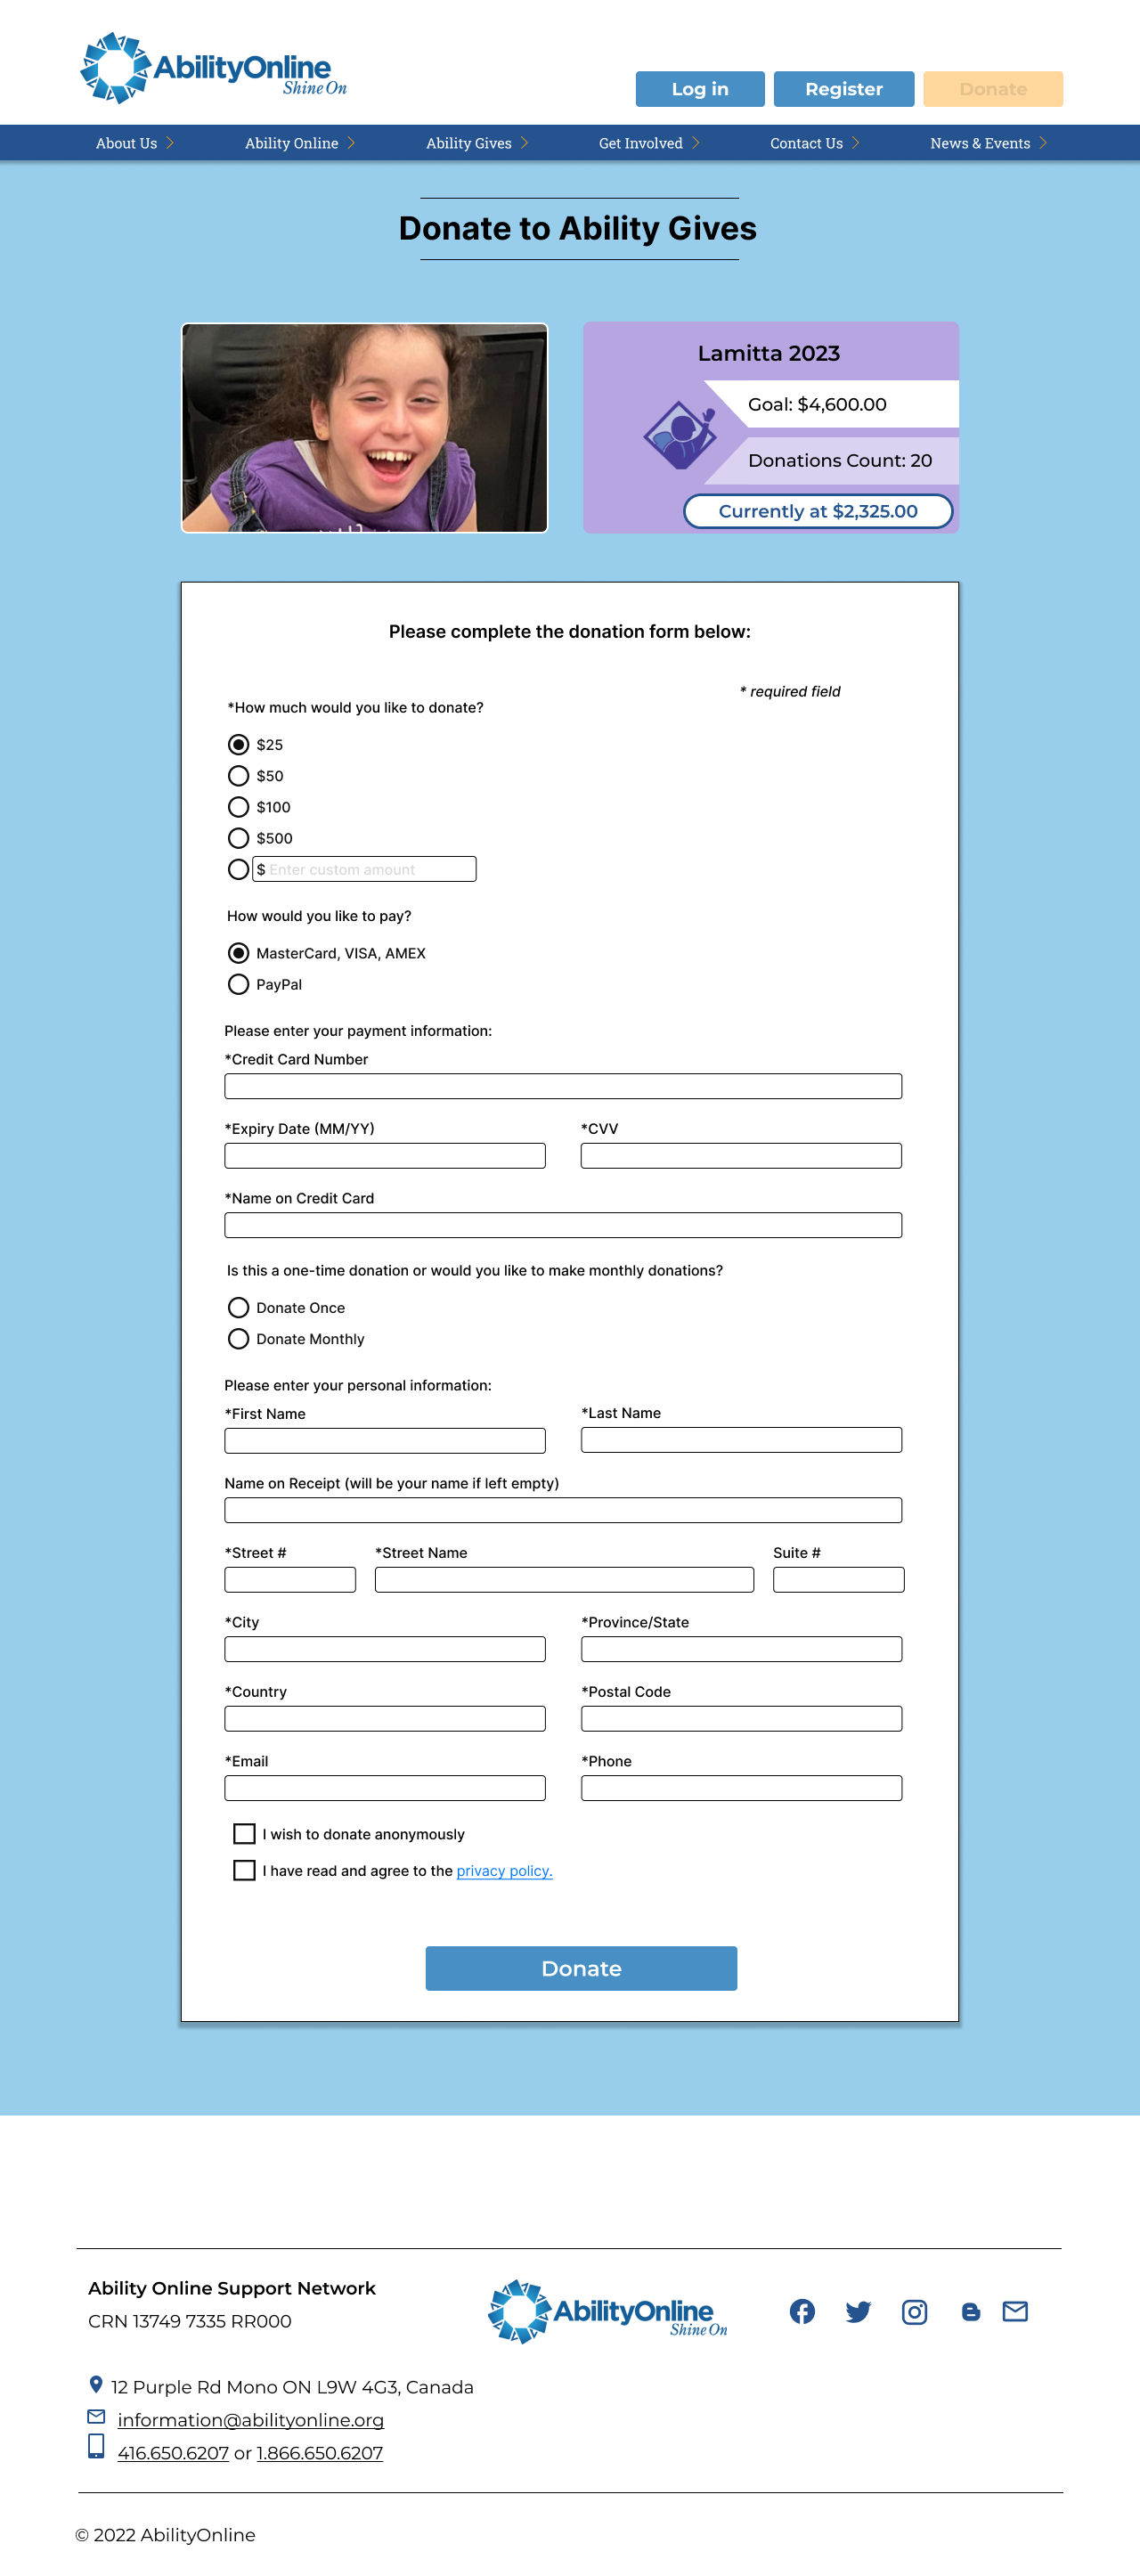 AbilityOnline
Shine On
Log in Register Donate
About Us Ability Online Ability Gives Get Involved Contact Us News & Events
Donate to Ability Gives
Lamitta 2023
Goal: $4,600.00
Donations Count: 20
Currently at $2,325.00
Please complete the donation form below:
* required field
*How much would you like to donate?
$25
$50
$100
$500
$ Enter custom amount
How would you like to pay?
MasterCard, VISA, AMEX
PayPal
Please enter your payment information:
*Credit Card Number
*Expiry Date (MM/YY) *CVV
*Name on Credit Card
Is this a one-time donation or would you like to make monthly donations?
Donate Once
Donate Monthly
Please enter your personal information:
*First Name *Last Name
Name on Receipt (will be your name if left empty)
*Street # *Street Name Suite #
*City *Province/State
*Country *Postal Code
*Email *Phone
I wish to donate anonymously
I have read and agree to the privacy policy.
Donate
Ability Online Support Network
CRN 13749 7335 RR000
AbilityOnline
Shine On
12 Purple Rd Mono ON L9W 4G3, Canada
information@abilityonline.org
416.650.6207 or 1.866.650.6207
© 2022 AbilityOnline